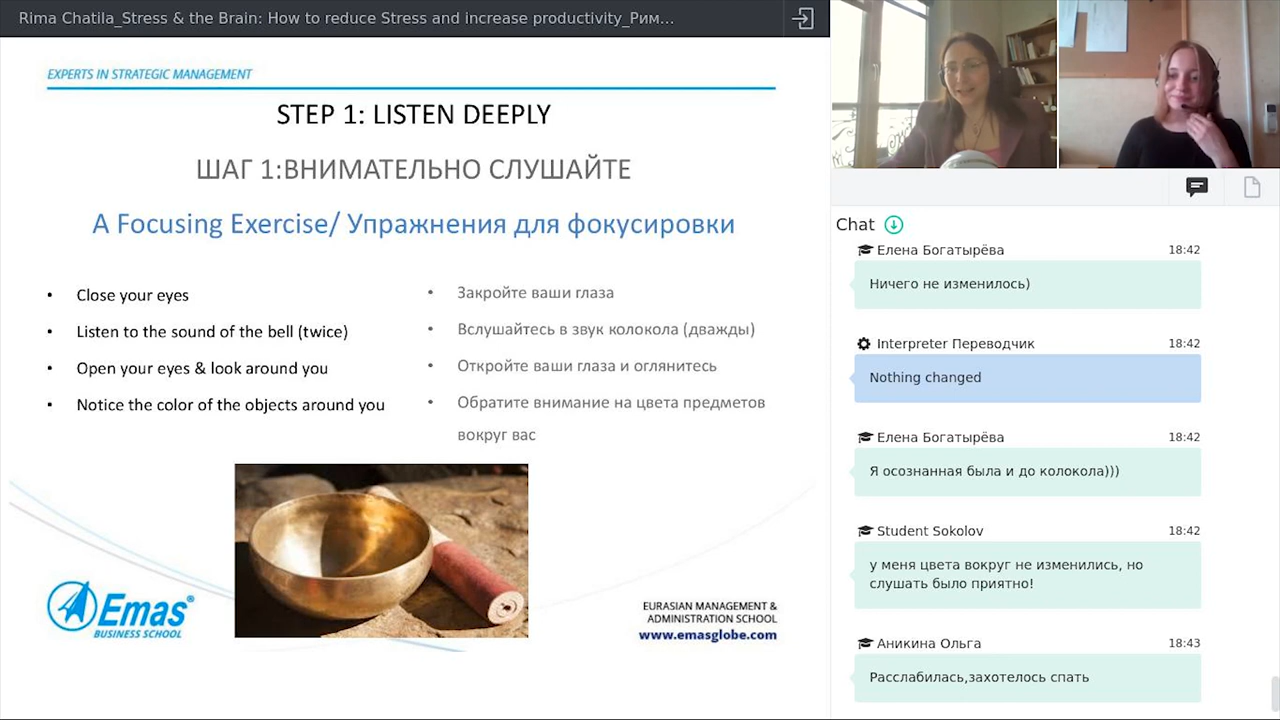 Rima Chatila_Stress & the Brain: How to reduce Stress and increase productivity_Рим...
EXPERTS IN STRATEGIC MANAGEMENT
STEP 1: LISTEN DEEPLY
ШАГ 1:ВНИМАТЕЛЬНО СЛУШАЙТЕ
A Focusing Exercise/ Упражнения для фокусировки
• Close your eyes
• Listen to the sound of the bell (twice)
• Open your eyes & look around you
• Notice the color of the objects around you
• Закройте ваши глаза
• Вслушайтесь в звук колокола (дважды)
• Откройте ваши глаза и оглянитесь
• Обратите внимание на цвета предметов
вокруг вас
Emas®
BUSINESS SCHOOL
EURASIAN MANAGEMENT &
ADMINISTRATION SCHOOL
www.emasglobe.com
Chat
Елена Богатырёва 18:42
Ничего не изменилось)
Interpreter Переводчик 18:42
Nothing changed
Елена Богатырёва 18:42
Я осознанная была и до колокола)))
Student Sokolov 18:42
у меня цвета вокруг не изменились, но
слушать было приятно!
Аникина Ольга 18:43
Расслабилась,захотелось спать